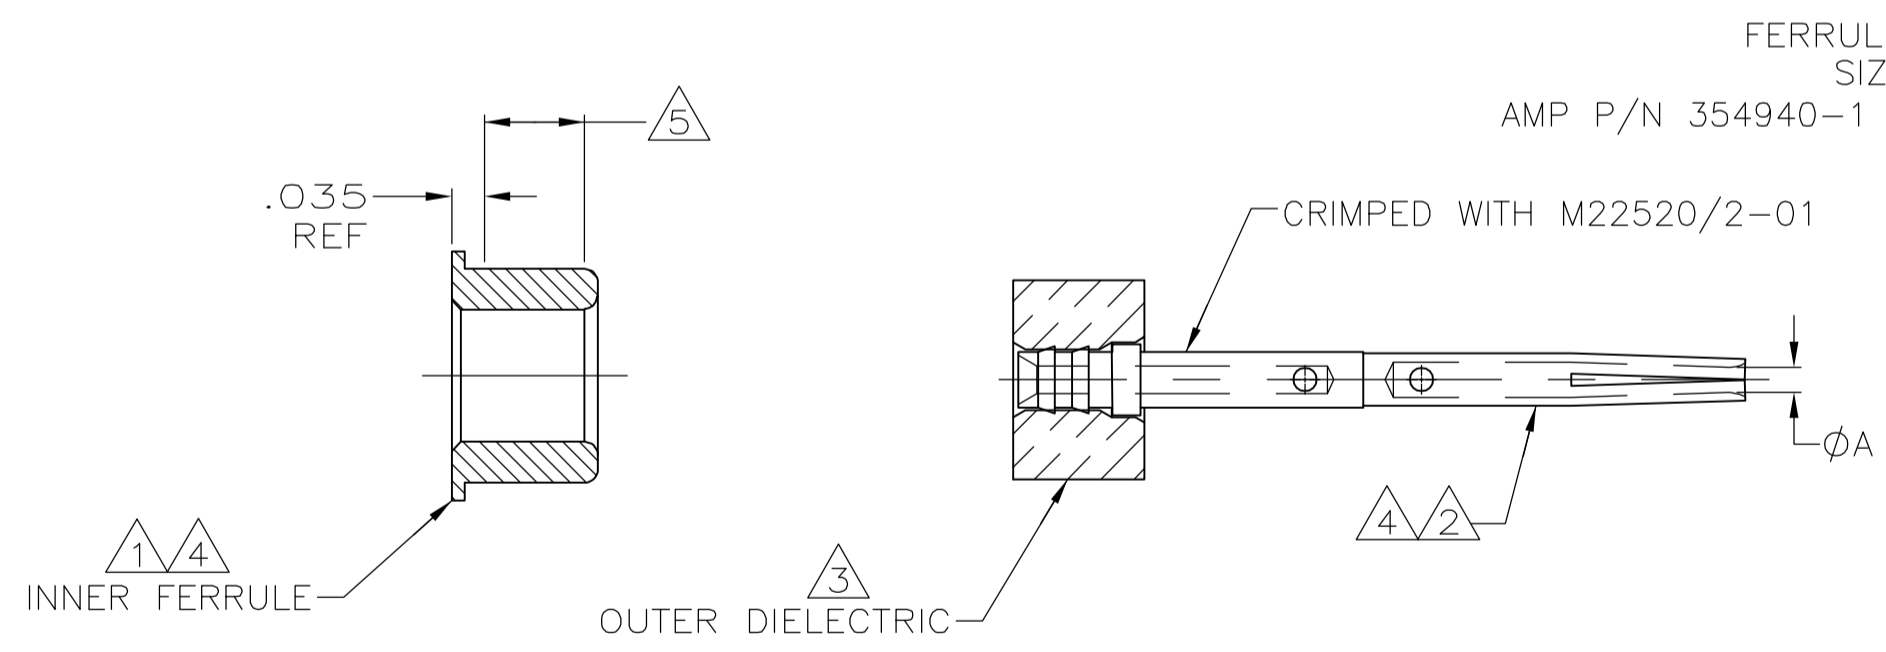 FERRUL
SIZ
AMP P/N 354940-1
5
.035
REF
CRIMPED WITH M22520/2-01
ØA
4 2
1 4
INNER FERRULE
3
OUTER DIELECTRIC